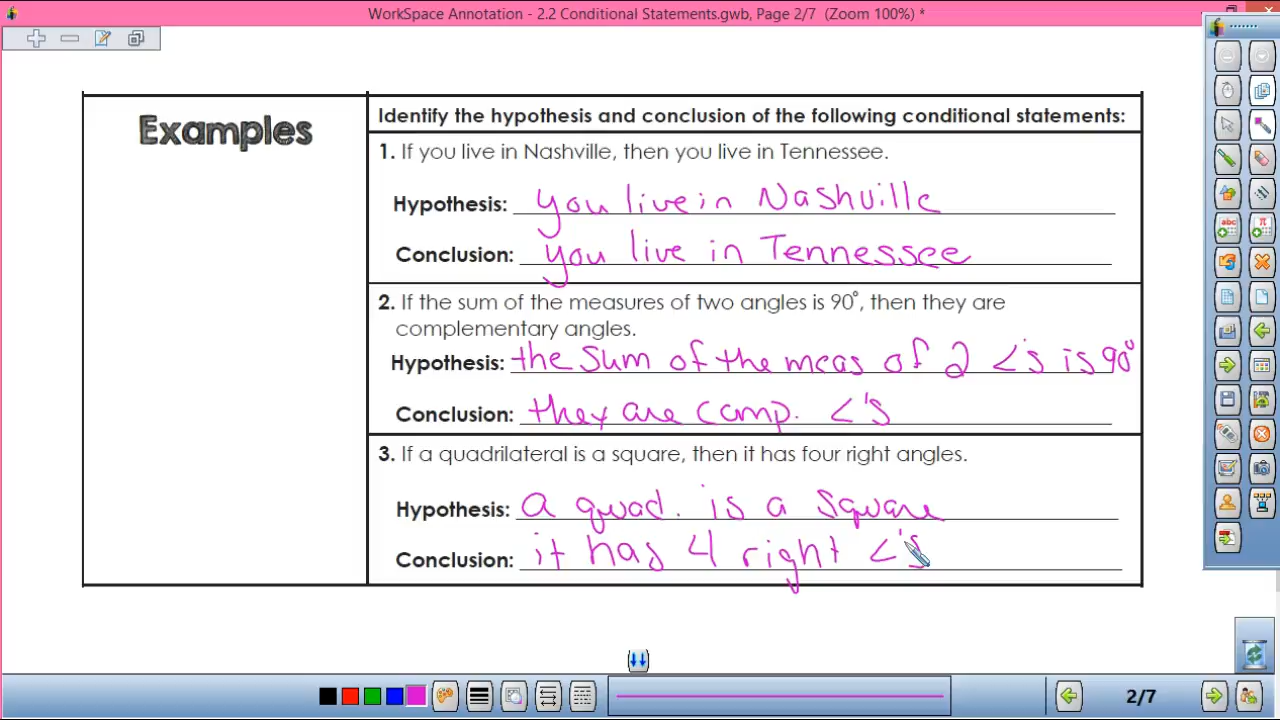 WorkSpace Annotation - 2.2 Conditional Statements.gwb, Page 2/7 (Zoom 100%) *
Examples
Identify the hypothesis and conclusion of the following conditional statements:
1. If you live in Nashville, then you live in Tennessee.
Hypothesis: you live in Nashville
Conclusion: you live in Tennessee
2. If the sum of the measures of two angles is 90°, then they are
complementary angles.
Hypothesis: the sum of the meas of 2 <'s is 90°
Conclusion: they are comp. <'s
3. If a quadrilateral is a square, then it has four right angles.
Hypothesis: a quad. is a square
Conclusion: it has 4 right <'s
abc
π
2/7